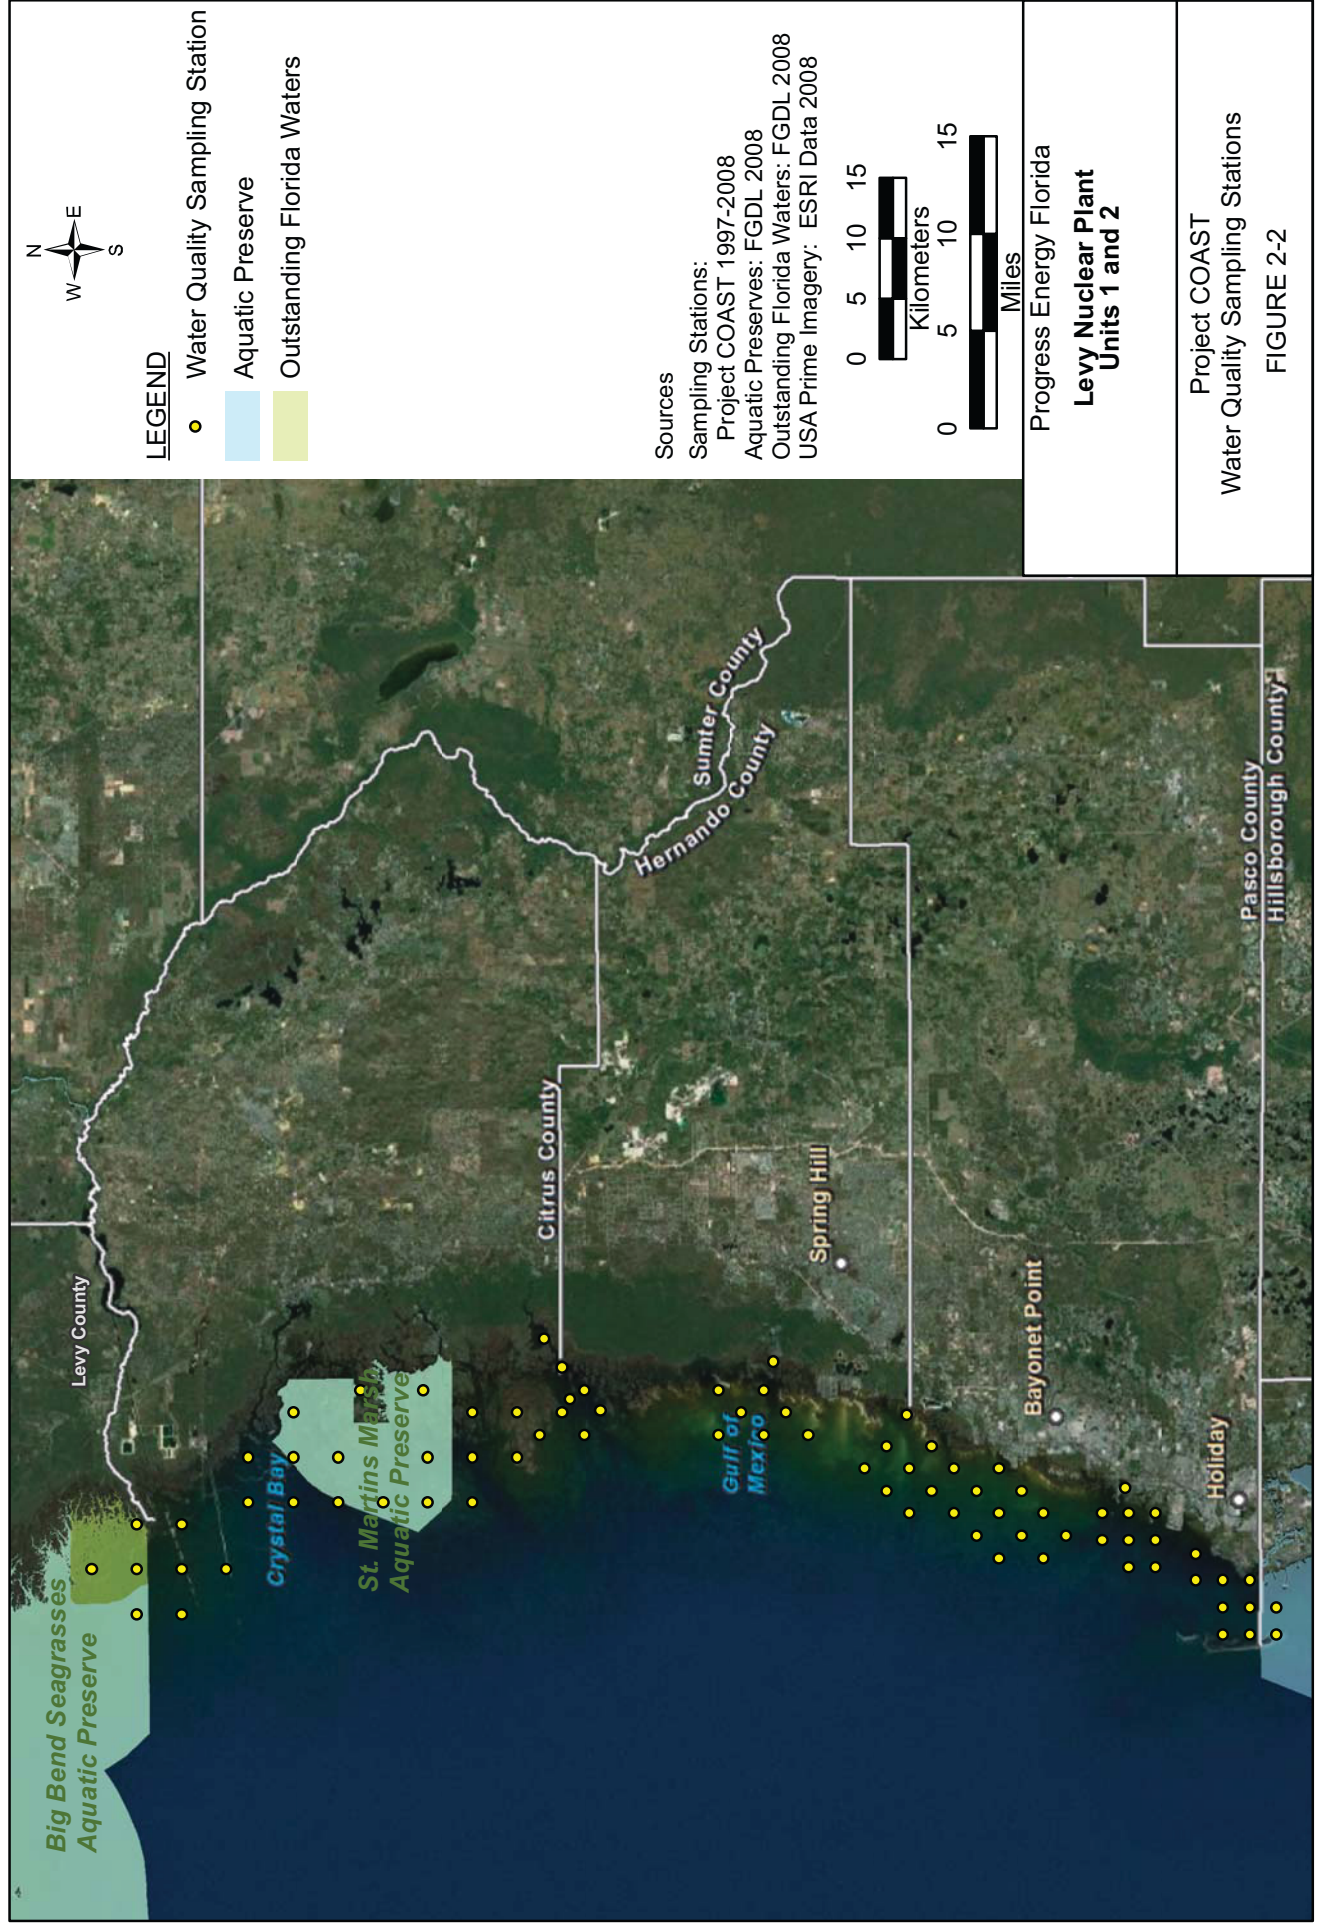 N
W
E
S
LEGEND
Water Quality Sampling Station
Aquatic Preserve
Outstanding Florida Waters
Big Bend Seagrasses
Aquatic Preserve
Levy County
Crystal Bay
St. Martins Marsh
Aquatic Preserve
Citrus County
Sumter County
Hernando County
Gulf of
Mexico
Spring Hill
Bayonet Point
Holiday
Pasco County
Hillsborough County
Sources
Sampling Stations:
Project COAST 1997-2008
Aquatic Preserves: FGDL 2008
Outstanding Florida Waters: FGDL 2008
USA Prime Imagery: ESRI Data 2008
0 5 10 15
Kilometers
0 5 10 15
Miles
Progress Energy Florida
Levy Nuclear Plant
Units 1 and 2
Project COAST
Water Quality Sampling Stations
FIGURE 2-2